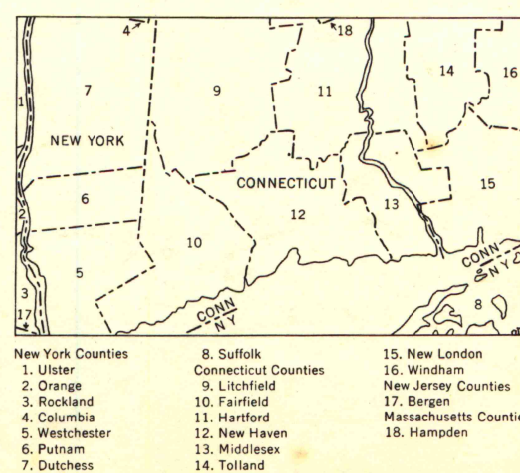 4
18
7
9
11
14
16
1
NEW YORK
CONNECTICUT
6
12
13
15
2
10
5
3
17
CONN
NY
CONN
NY
8
New York Counties
1. Ulster
2. Orange
3. Rockland
4. Columbia
5. Westchester
6. Putnam
7. Dutchess
8. Suffolk
Connecticut Counties
9. Litchfield
10. Fairfield
11. Hartford
12. New Haven
13. Middlesex
14. Tolland
15. New London
16. Windham
New Jersey Counties
17. Bergen
Massachusetts Countie
18. Hampden